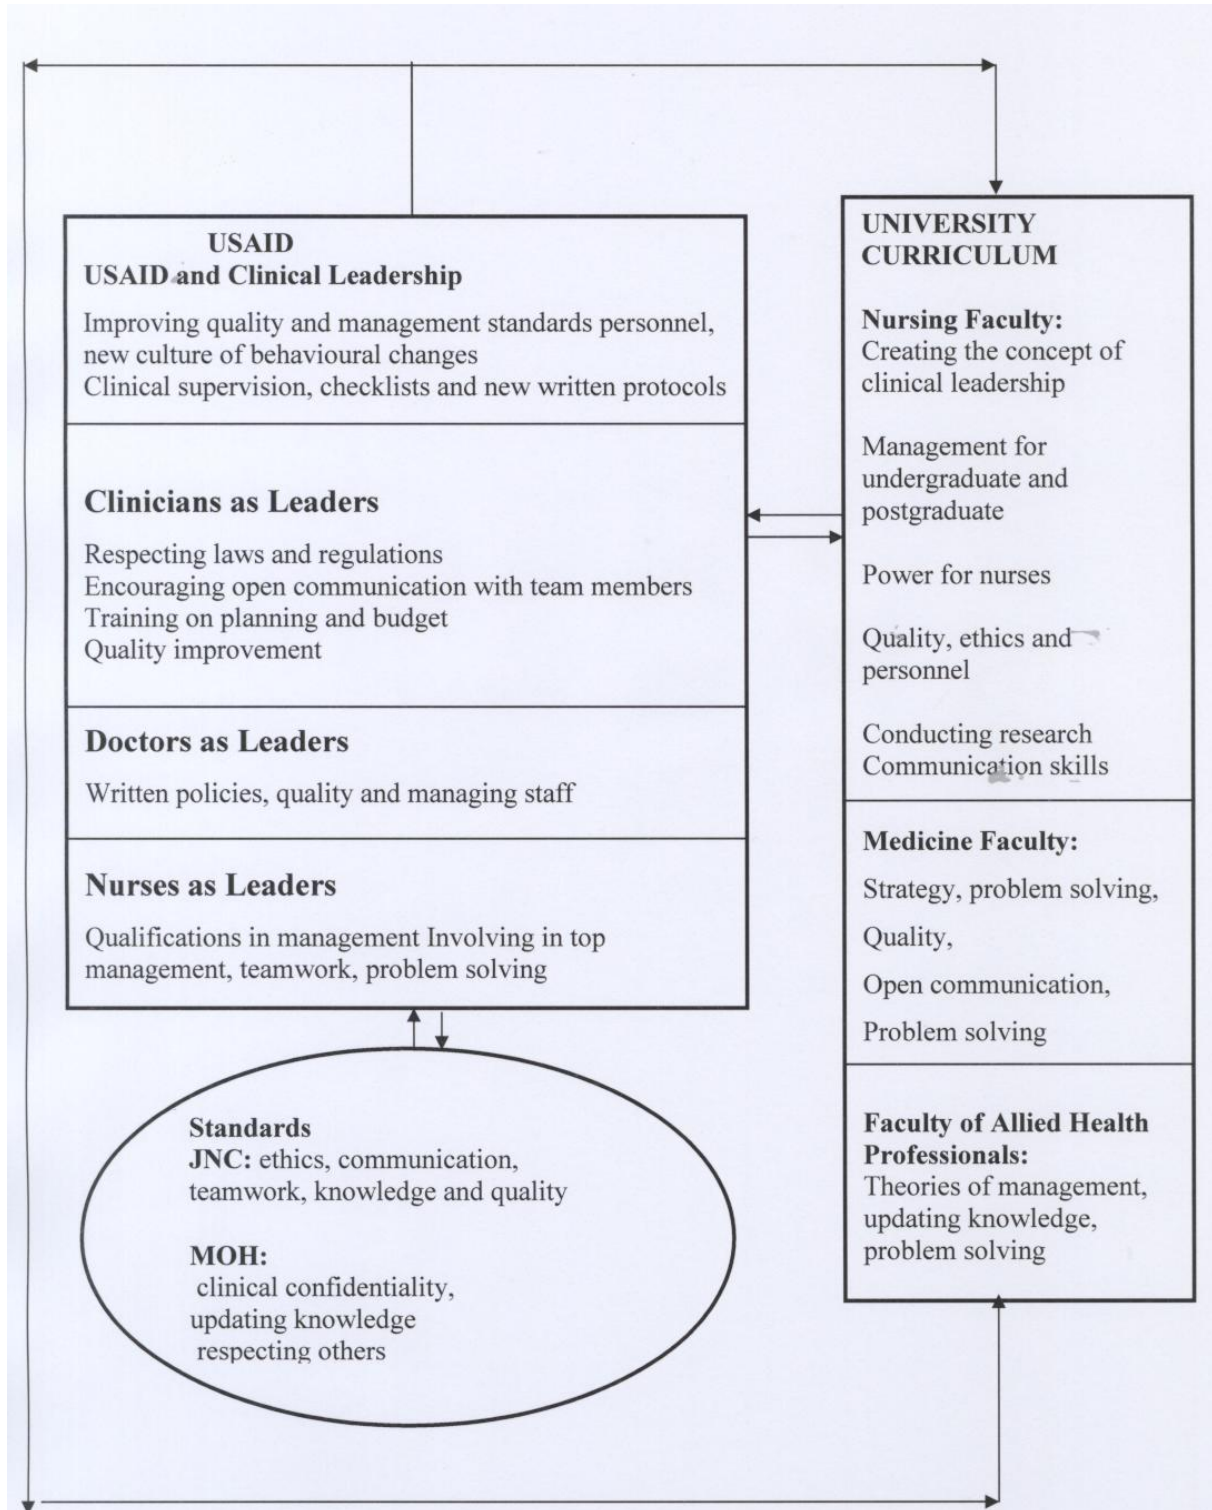 USAID
USAID and Clinical Leadership
Improving quality and management standards personnel,
new culture of behavioural changes
Clinical supervision, checklists and new written protocols
Clinicians as Leaders
Respecting laws and regulations
Encouraging open communication with team members
Training on planning and budget
Quality improvement
Doctors as Leaders
Written policies, quality and managing staff
Nurses as Leaders
Qualifications in management Involving in top
management, teamwork, problem solving
Standards
JNC: ethics, communication,
teamwork, knowledge and quality
MOH:
clinical confidentiality,
updating knowledge
respecting others
UNIVERSITY
CURRICULUM
Nursing Faculty:
Creating the concept of
clinical leadership
Management for
undergraduate and
postgraduate
Power for nurses
Quality, ethics and
personnel
Conducting research
Communication skills
Medicine Faculty:
Strategy, problem solving,
Quality,
Open communication,
Problem solving
Faculty of Allied Health
Professionals:
Theories of management,
updating knowledge,
problem solving